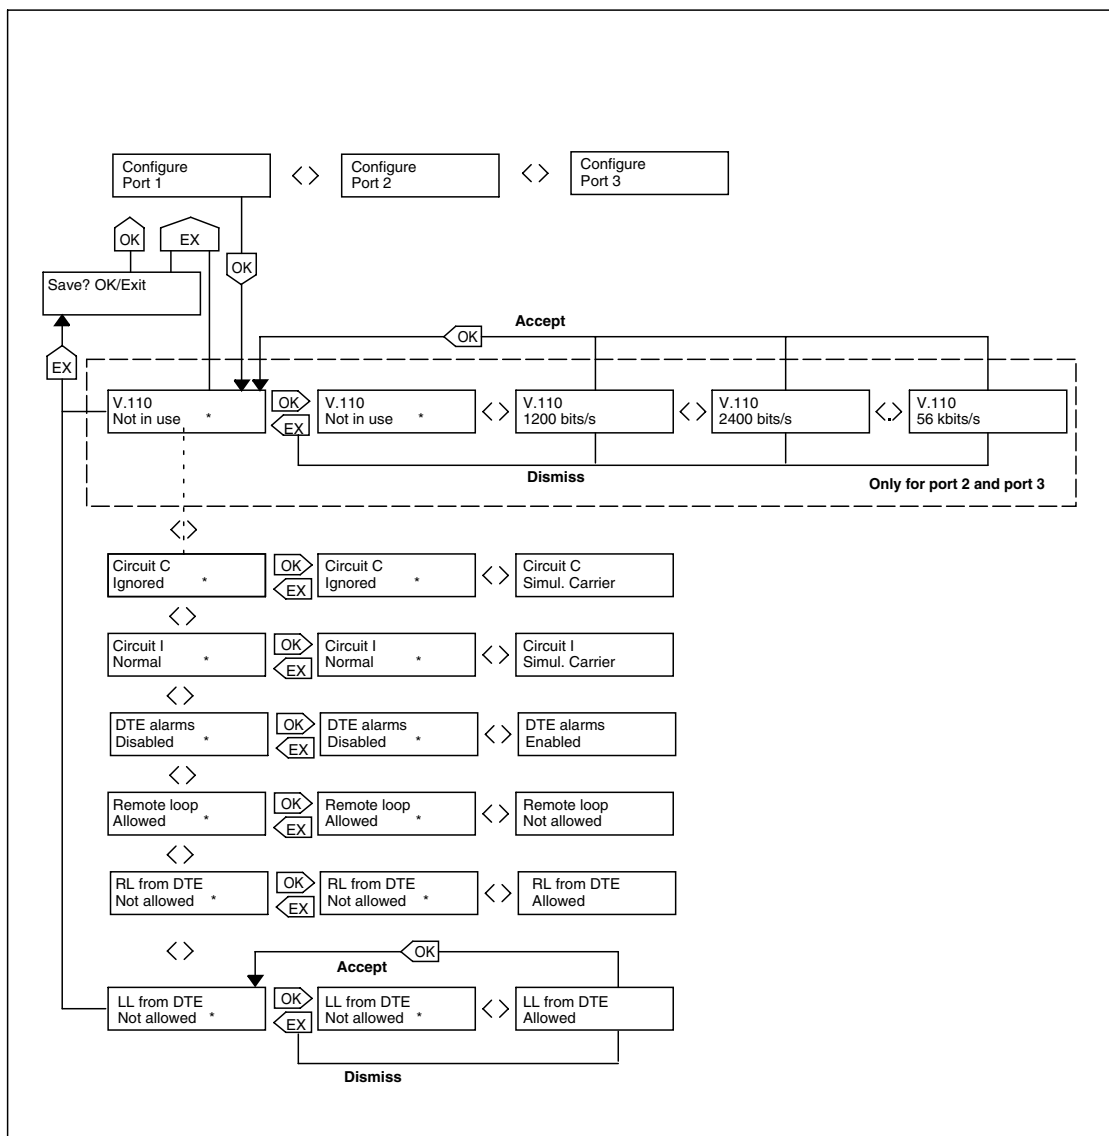 Configure
Port 1
< >
Configure
Port 2
< >
Configure
Port 3
OK
EX
OK
Save? OK/Exit
Accept
OK
EX
V.110
Not in use *
OK
EX
V.110
Not in use *
< >
V.110
1200 bits/s
< >
V.110
2400 bits/s
<..>
V.110
56 kbits/s
Dismiss
Only for port 2 and port 3
< >
Circuit C
Ignored *
OK
EX
Circuit C
Ignored *
< >
Circuit C
Simul. Carrier
< >
Circuit I
Normal *
OK
EX
Circuit I
Normal *
< >
Circuit I
Simul. Carrier
< >
DTE alarms
Disabled *
OK
EX
DTE alarms
Disabled *
< >
DTE alarms
Enabled
< >
Remote loop
Allowed *
OK
EX
Remote loop
Allowed *
< >
Remote loop
Not allowed
< >
RL from DTE
Not allowed *
OK
EX
RL from DTE
Not allowed *
< >
RL from DTE
Allowed
< >
OK
Accept
LL from DTE
Not allowed *
OK
EX
LL from DTE
Not allowed *
< >
LL from DTE
Allowed
Dismiss